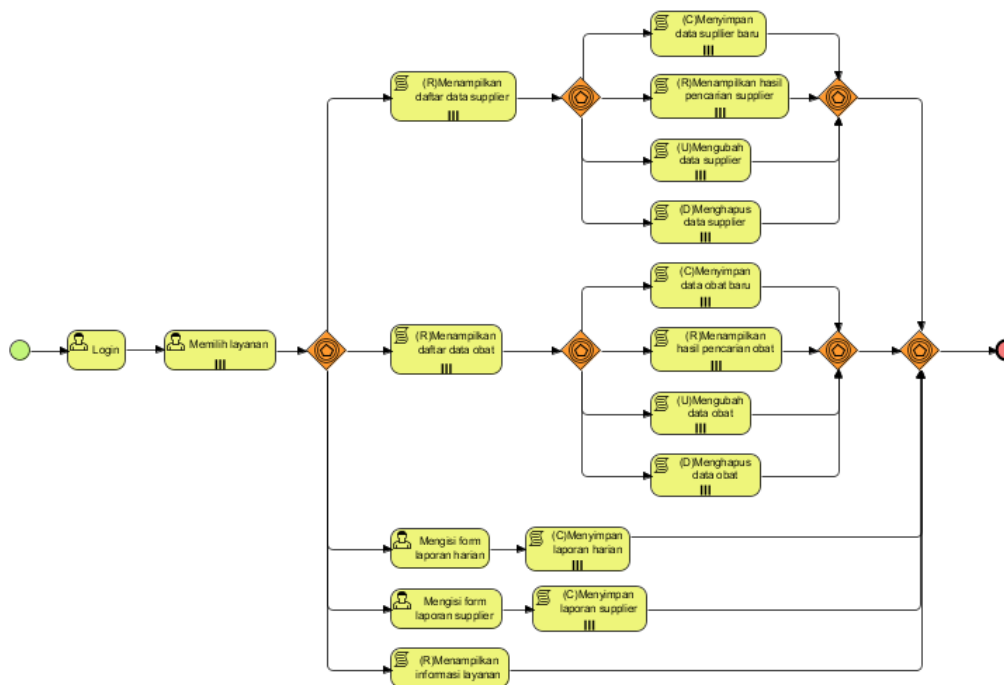 (C)Menyimpan
data supllier baru
(R)Menampilkan
daftar data supplier
(R)Menampilkan hasil
pencarian supplier
(U)Mengubah
data supplier
(D)Menghapus
data supplier
(C)Menyimpan
data obat baru
Login
Memilih layanan
(R)Menampilkan
daftar data obat
(R)Menampilkan
hasil pencarian obat
(U)Mengubah
data obat
(D)Menghapus
data obat
Mengisi form
laporan harian
(C)Menyimpan
laporan harian
Mengisi form
laporan supplier
(C)Menyimpan
laporan supplier
(R)Menampilkan
informasi layanan